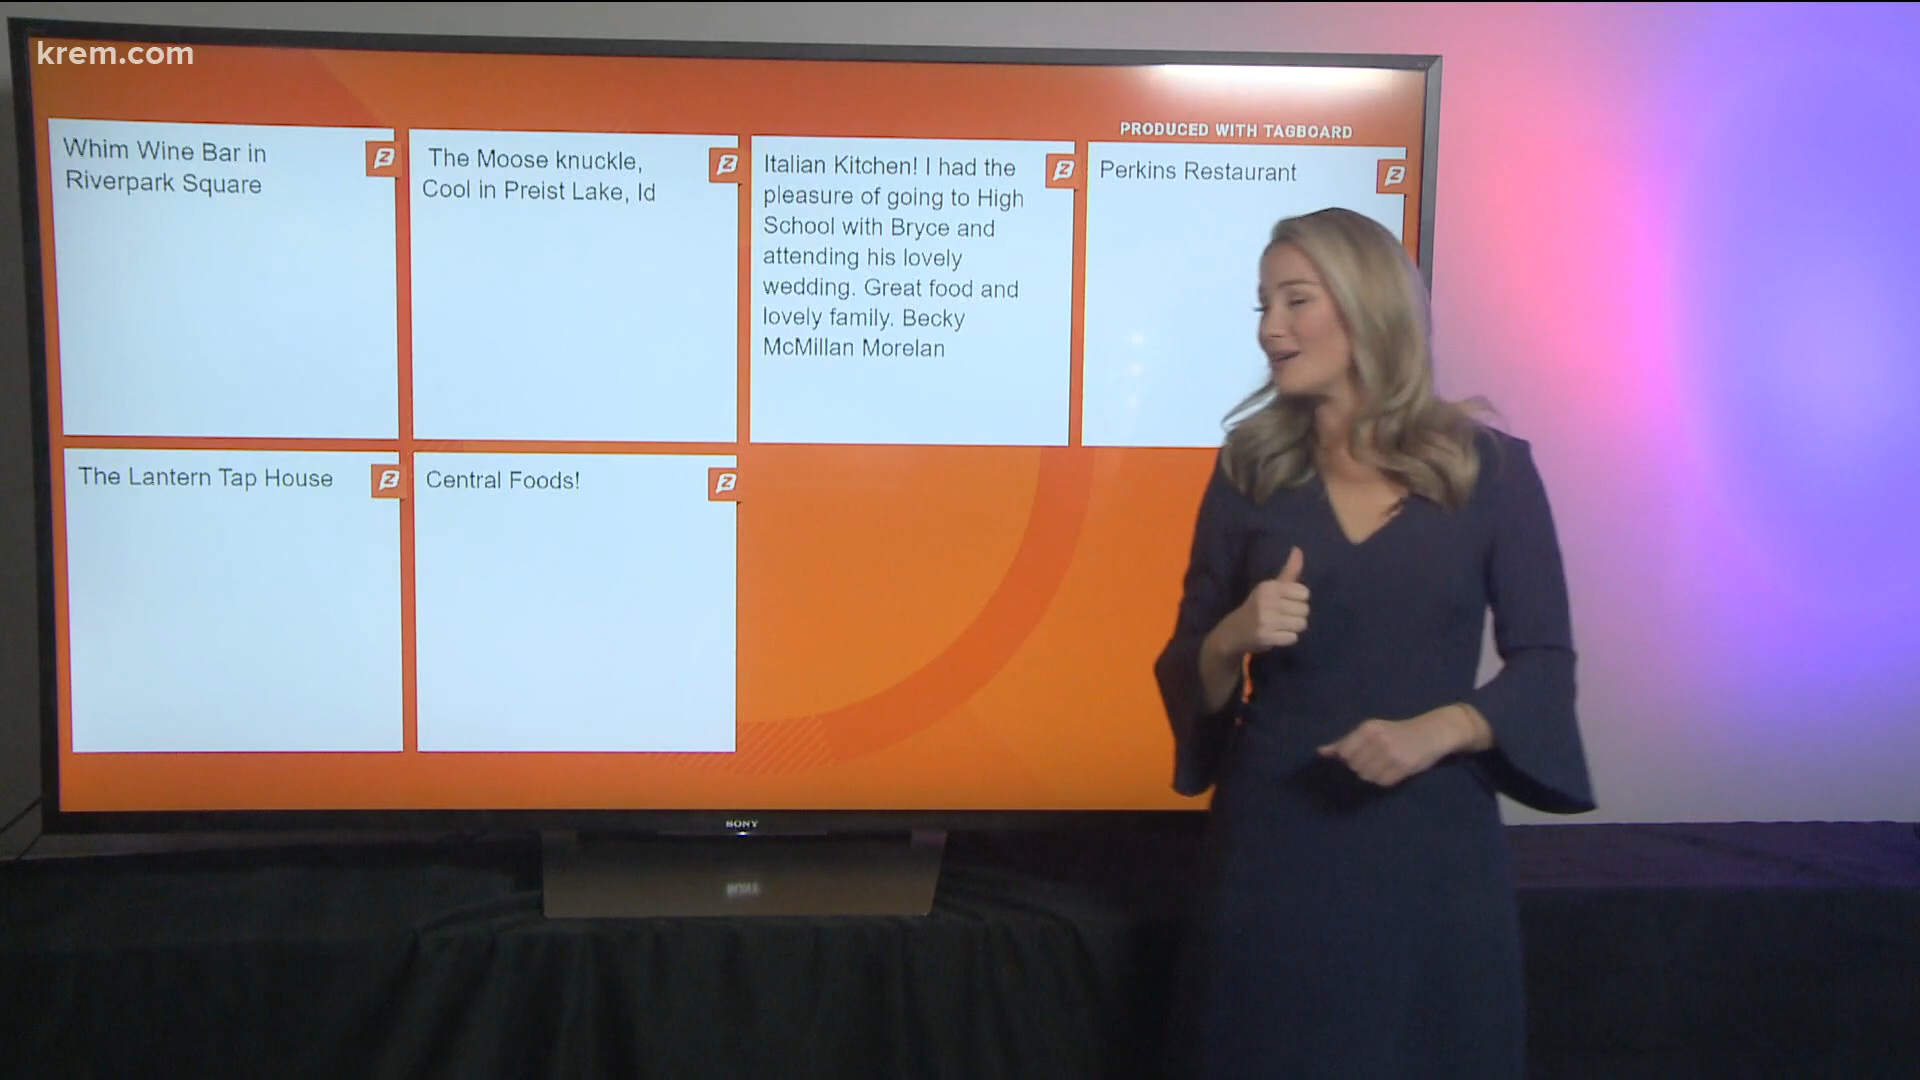 krem.com
PRODUCED WITH TAGBOARD
Whim Wine Bar in
Riverpark Square
The Moose knuckle,
Cool in Preist Lake, Id
Italian Kitchen! I had the
pleasure of going to High
School with Bryce and
attending his lovely
wedding. Great food and
lovely family. Becky
McMillan Morelan
Perkins Restaurant
The Lantern Tap House
Central Foods!
SONY